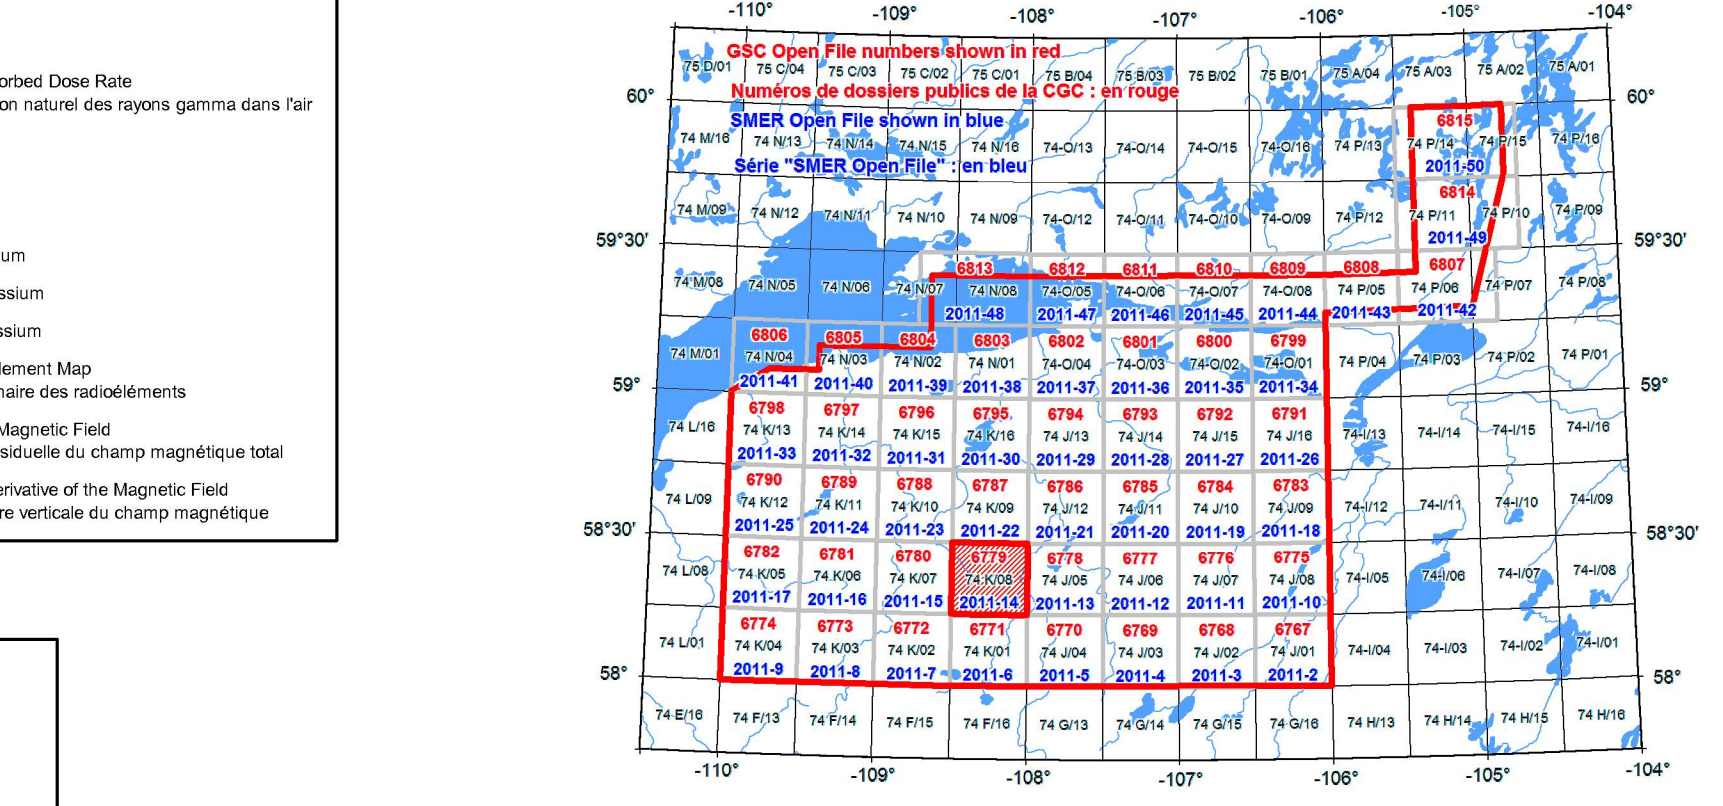 orbed Dose Rate
on naturel des rayons gamma dans l'air
um
ssium
ssium
lement Map
naire des radioéléments
Magnetic Field
siduelle du champ magnétique total
erivative of the Magnetic Field
re verticale du champ magnétique
-110° -109° -108° -107° -106° -105° -104°
GSC Open File numbers shown in red
75 D/01 75 C/04 75 C/03 75 C/02 75 C/01 75 B/04 75 B/03 75 B/02 75 B/01 75 A/04 75 A/03 75 A/02 75 A/01
Numéros de dossiers publics de la CGC : en rouge
60° 60°
SMER Open File shown in blue
6815
74 M/16 74 N/13 74 N/14 74 N/15 74 N/16 74-O/13 74-O/14 74-O/15 74-O/16 74 P/13 74 P/14 74 P/15 74 P/16
Série "SMER Open File" : en bleu
2011-50
6814
74 M/09 74 N/12 74 N/11 74 N/10 74 N/09 74-O/12 74-O/11 74-O/10 74-O/09 74 P/12 74 P/11 74 P/10 74 P/09
2011-49
59°30' 59°30'
6813 6812 6811 6810 6809 6808 6807
74 M/08 74 N/05 74 N/06 74 N/07 74 N/08 74-O/05 74-O/06 74-O/07 74-O/08 74 P/05 74 P/06 74 P/07 74 P/08
2011-48 2011-47 2011-46 2011-45 2011-44 2011-43 2011-42
6806 6805 6804 6803 6802 6801 6800 6799
74 M/01 74 N/04 74 N/03 74 N/02 74 N/01 74-O/04 74-O/03 74-O/02 74-O/01 74 P/04 74 P/03 74 P/02 74 P/01
59° 2011-41 2011-40 2011-39 2011-38 2011-37 2011-36 2011-35 2011-34 59°
6798 6797 6796 6795 6794 6793 6792 6791
74 L/16 74 K/13 74 K/14 74 K/15 74 K/16 74 J/13 74 J/14 74 J/15 74 J/16 74-I/13 74-I/14 74-I/15 74-I/16
2011-33 2011-32 2011-31 2011-30 2011-29 2011-28 2011-27 2011-26
6790 6789 6788 6787 6786 6785 6784 6783
74 L/09 74 K/12 74 K/11 74 K/10 74 K/09 74 J/12 74 J/11 74 J/10 74 J/09 74-I/12 74-I/11 74-I/10 74-I/09
58°30' 2011-25 2011-24 2011-23 2011-22 2011-21 2011-20 2011-19 2011-18 58°30'
6782 6781 6780 6779 6778 6777 6776 6775
74 L/08 74 K/05 74 K/06 74 K/07 74 K/08 74 J/05 74 J/06 74 J/07 74 J/08 74-I/05 74-I/06 74-I/07 74-I/08
2011-17 2011-16 2011-15 2011-14 2011-13 2011-12 2011-11 2011-10
6774 6773 6772 6771 6770 6769 6768 6767
74 L/01 74 K/04 74 K/03 74 K/02 74 K/01 74 J/04 74 J/03 74 J/02 74 J/01 74-I/04 74-I/03 74-I/02 74-I/01
58° 2011-9 2011-8 2011-7 2011-6 2011-5 2011-4 2011-3 2011-2 58°
74 E/16 74 F/13 74 F/14 74 F/15 74 F/16 74 G/13 74 G/14 74 G/15 74 G/16 74 H/13 74 H/14 74 H/15 74 H/16
-110° -109° -108° -107° -106° -105° -104°